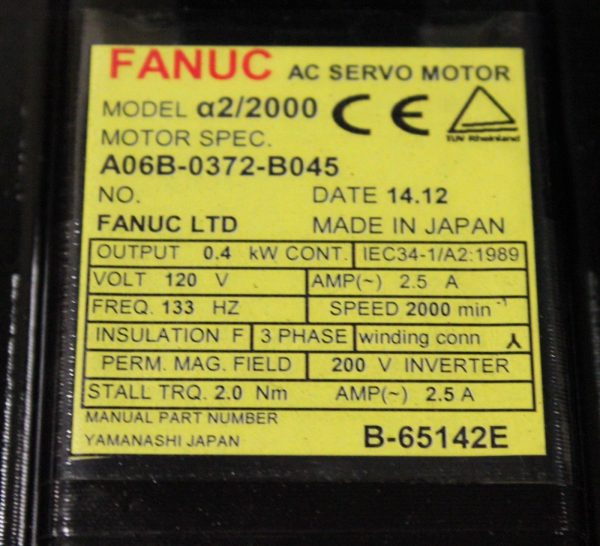 FANUC AC SERVO MOTOR
MODEL α2/2000 CE
TUV Rheinland
MOTOR SPEC.
A06B-0372-B045
NO. DATE 14.12
FANUC LTD MADE IN JAPAN
OUTPUT 0.4 kW CONT. IEC34-1/A2:1989
VOLT 120 V AMP(~) 2.5 A
FREQ. 133 HZ SPEED 2000 min⁻¹
INSULATION F 3 PHASE winding conn ⅄
PERM. MAG. FIELD 200 V INVERTER
STALL TRQ. 2.0 Nm AMP(~) 2.5 A
MANUAL PART NUMBER
YAMANASHI JAPAN B-65142E